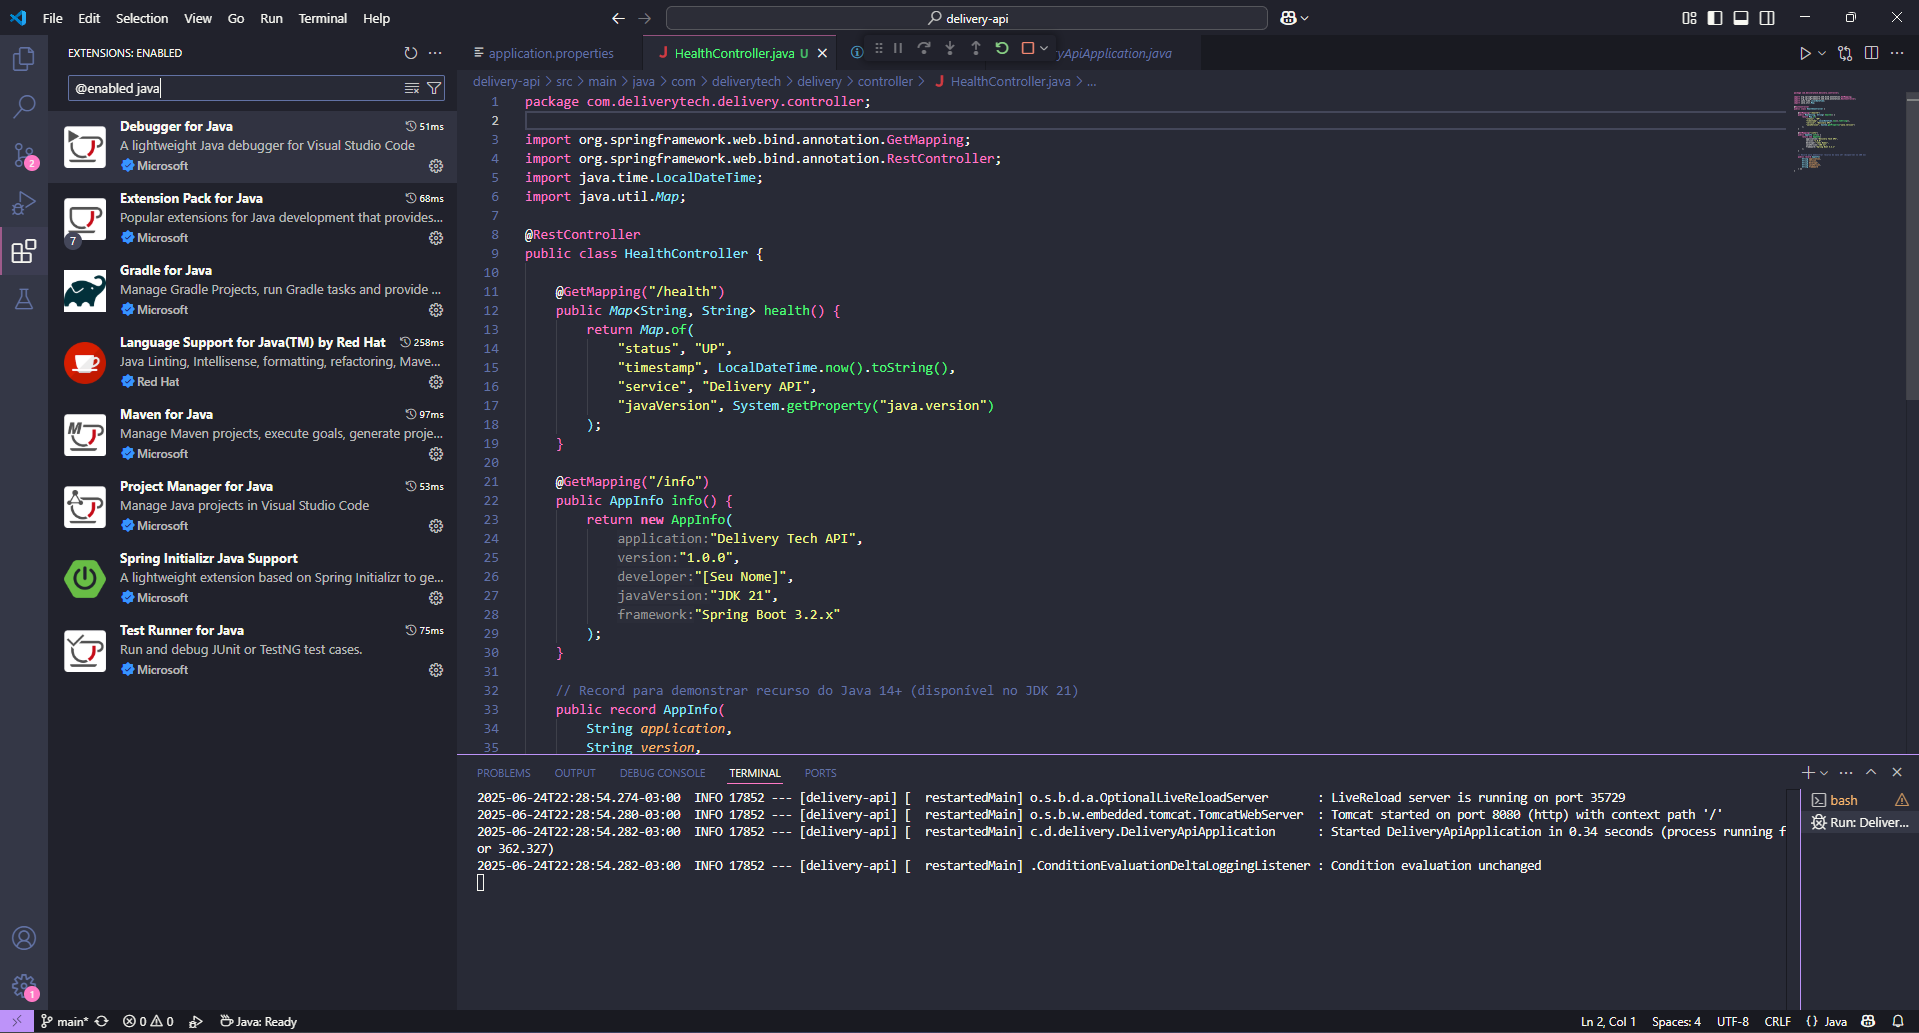 File Edit Selection View Go Run Terminal Help
delivery-api
EXTENSIONS: ENABLED
@enabled java
Debugger for Java 51ms
A lightweight Java debugger for Visual Studio Code
Microsoft
Extension Pack for Java 68ms
Popular extensions for Java development that provides...
7
Microsoft
Gradle for Java
Manage Gradle Projects, run Gradle tasks and provide ...
Microsoft
Language Support for Java(TM) by Red Hat 258ms
Java Linting, Intellisense, formatting, refactoring, Mave...
Red Hat
Maven for Java 97ms
Manage Maven projects, execute goals, generate proje...
Microsoft
Project Manager for Java 53ms
Manage Java projects in Visual Studio Code
Microsoft
Spring Initializr Java Support
A lightweight extension based on Spring Initializr to ge...
Microsoft
Test Runner for Java 75ms
Run and debug JUnit or TestNG test cases.
Microsoft
2
1
application.properties
HealthController.java U
yApiApplication.java
delivery-api > src > main > java > com > deliverytech > delivery > controller > HealthController.java > ...
1 package com.deliverytech.delivery.controller;
2
3 import org.springframework.web.bind.annotation.GetMapping;
4 import org.springframework.web.bind.annotation.RestController;
5 import java.time.LocalDateTime;
6 import java.util.Map;
7
8 @RestController
9 public class HealthController {
10
11 @GetMapping("/health")
12 public Map<String, String> health() {
13 return Map.of(
14 "status", "UP",
15 "timestamp", LocalDateTime.now().toString(),
16 "service", "Delivery API",
17 "javaVersion", System.getProperty("java.version")
18 );
19 }
20
21 @GetMapping("/info")
22 public AppInfo info() {
23 return new AppInfo(
24 application:"Delivery Tech API",
25 version:"1.0.0",
26 developer:"[Seu Nome]",
27 javaVersion:"JDK 21",
28 framework:"Spring Boot 3.2.x"
29 );
30 }
31
32 // Record para demonstrar recurso do Java 14+ (disponível no JDK 21)
33 public record AppInfo(
34 String application,
35 String version,
PROBLEMS OUTPUT DEBUG CONSOLE TERMINAL PORTS
2025-06-24T22:28:54.274-03:00 INFO 17852 --- [delivery-api] [ restartedMain] o.s.b.d.a.OptionalLiveReloadServer : LiveReload server is running on port 35729
2025-06-24T22:28:54.280-03:00 INFO 17852 --- [delivery-api] [ restartedMain] o.s.b.w.embedded.tomcat.TomcatWebServer : Tomcat started on port 8080 (http) with context path '/'
2025-06-24T22:28:54.282-03:00 INFO 17852 --- [delivery-api] [ restartedMain] c.d.delivery.DeliveryApiApplication : Started DeliveryApiApplication in 0.34 seconds (process running f
or 362.327)
2025-06-24T22:28:54.282-03:00 INFO 17852 --- [delivery-api] [ restartedMain] .ConditionEvaluationDeltaLoggingListener : Condition evaluation unchanged
bash
Run: Deliver...
main* 0 0 Java: Ready
Ln 2, Col 1 Spaces: 4 UTF-8 CRLF {} Java